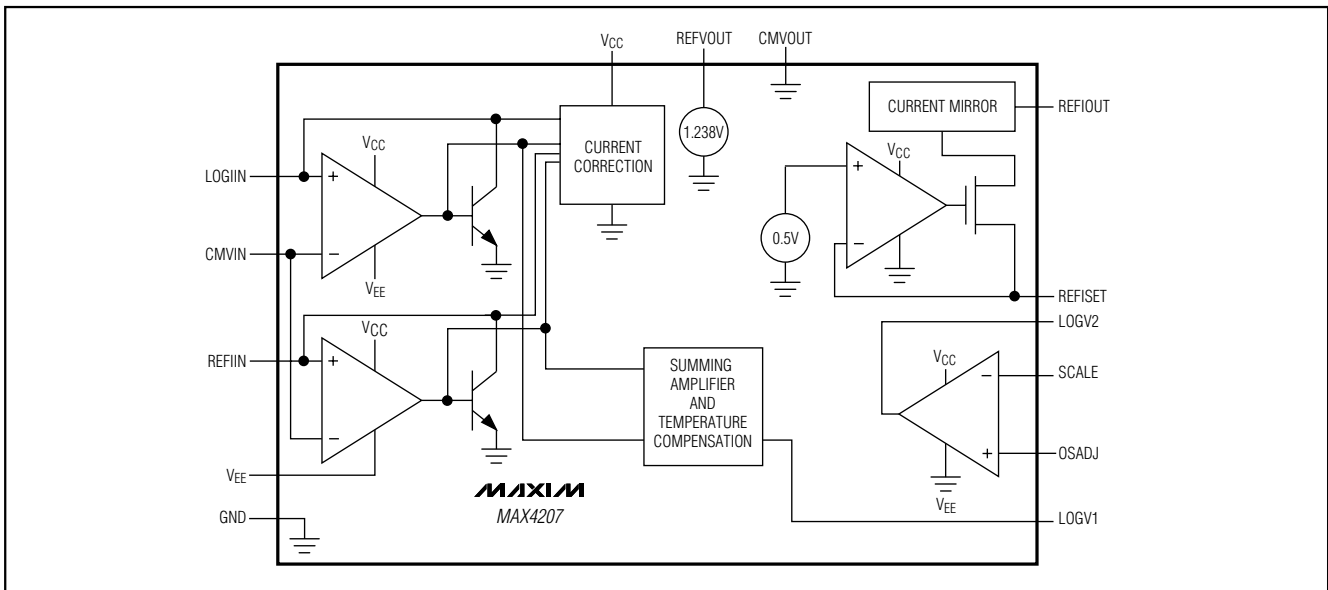 VCC
REFVOUT
CMVOUT
CURRENT MIRROR
REFIOUT
1.238V
CURRENT
CORRECTION
VCC
+
−
VEE
LOGIIN
CMVIN
VCC
+
−
0.5V
REFISET
LOGV2
REFIIN
VCC
+
−
VEE
SUMMING
AMPLIFIER
AND
TEMPERATURE
COMPENSATION
VCC
−
+
VEE
SCALE
OSADJ
LOGV1
GND
MAXIM
MAX4207